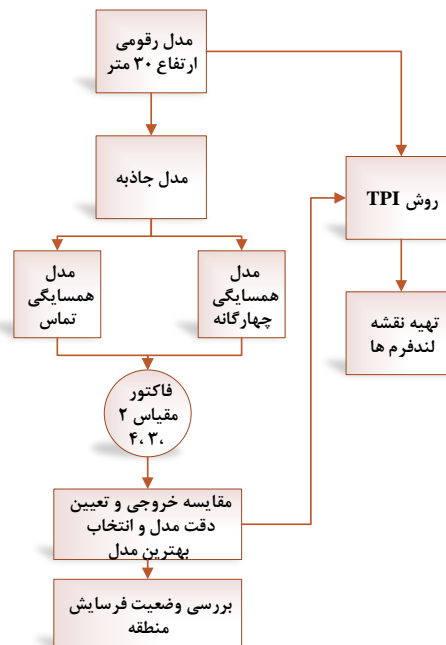 مدل رقومی
ارتفاع ۳۰ متر
مدل جاذبه
روش TPI
مدل
همسایگی
چهارگانه
مدل
همسایگی
تماس
تهیه نقشه
لندفرم ها
فاکتور
مقیاس ۲
،۳ ،۴
مقایسه خروجی و تعیین
دقت مدل و انتخاب
بهترین مدل
بررسی وضعیت فرسایش
منطقه